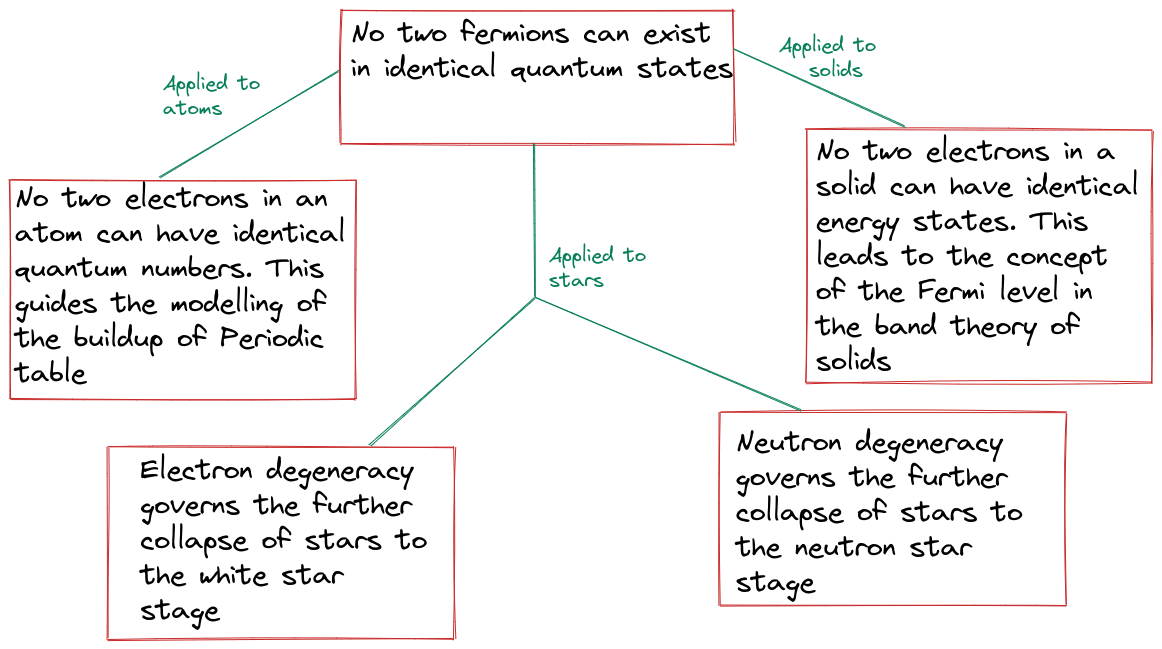 No two fermions can exist
in identical quantum states
Applied to
atoms
Applied to
solids
No two electrons in an
atom can have identical
quantum numbers. This
guides the modelling of
the buildup of Periodic
table
No two electrons in a
solid can have identical
energy states. This
leads to the concept
of the Fermi level in
the band theory of
solids
Applied to
stars
Electron degeneracy
governs the further
collapse of stars to
the white star
stage
Neutron degeneracy
governs the further
collapse of stars to
the neutron star
stage